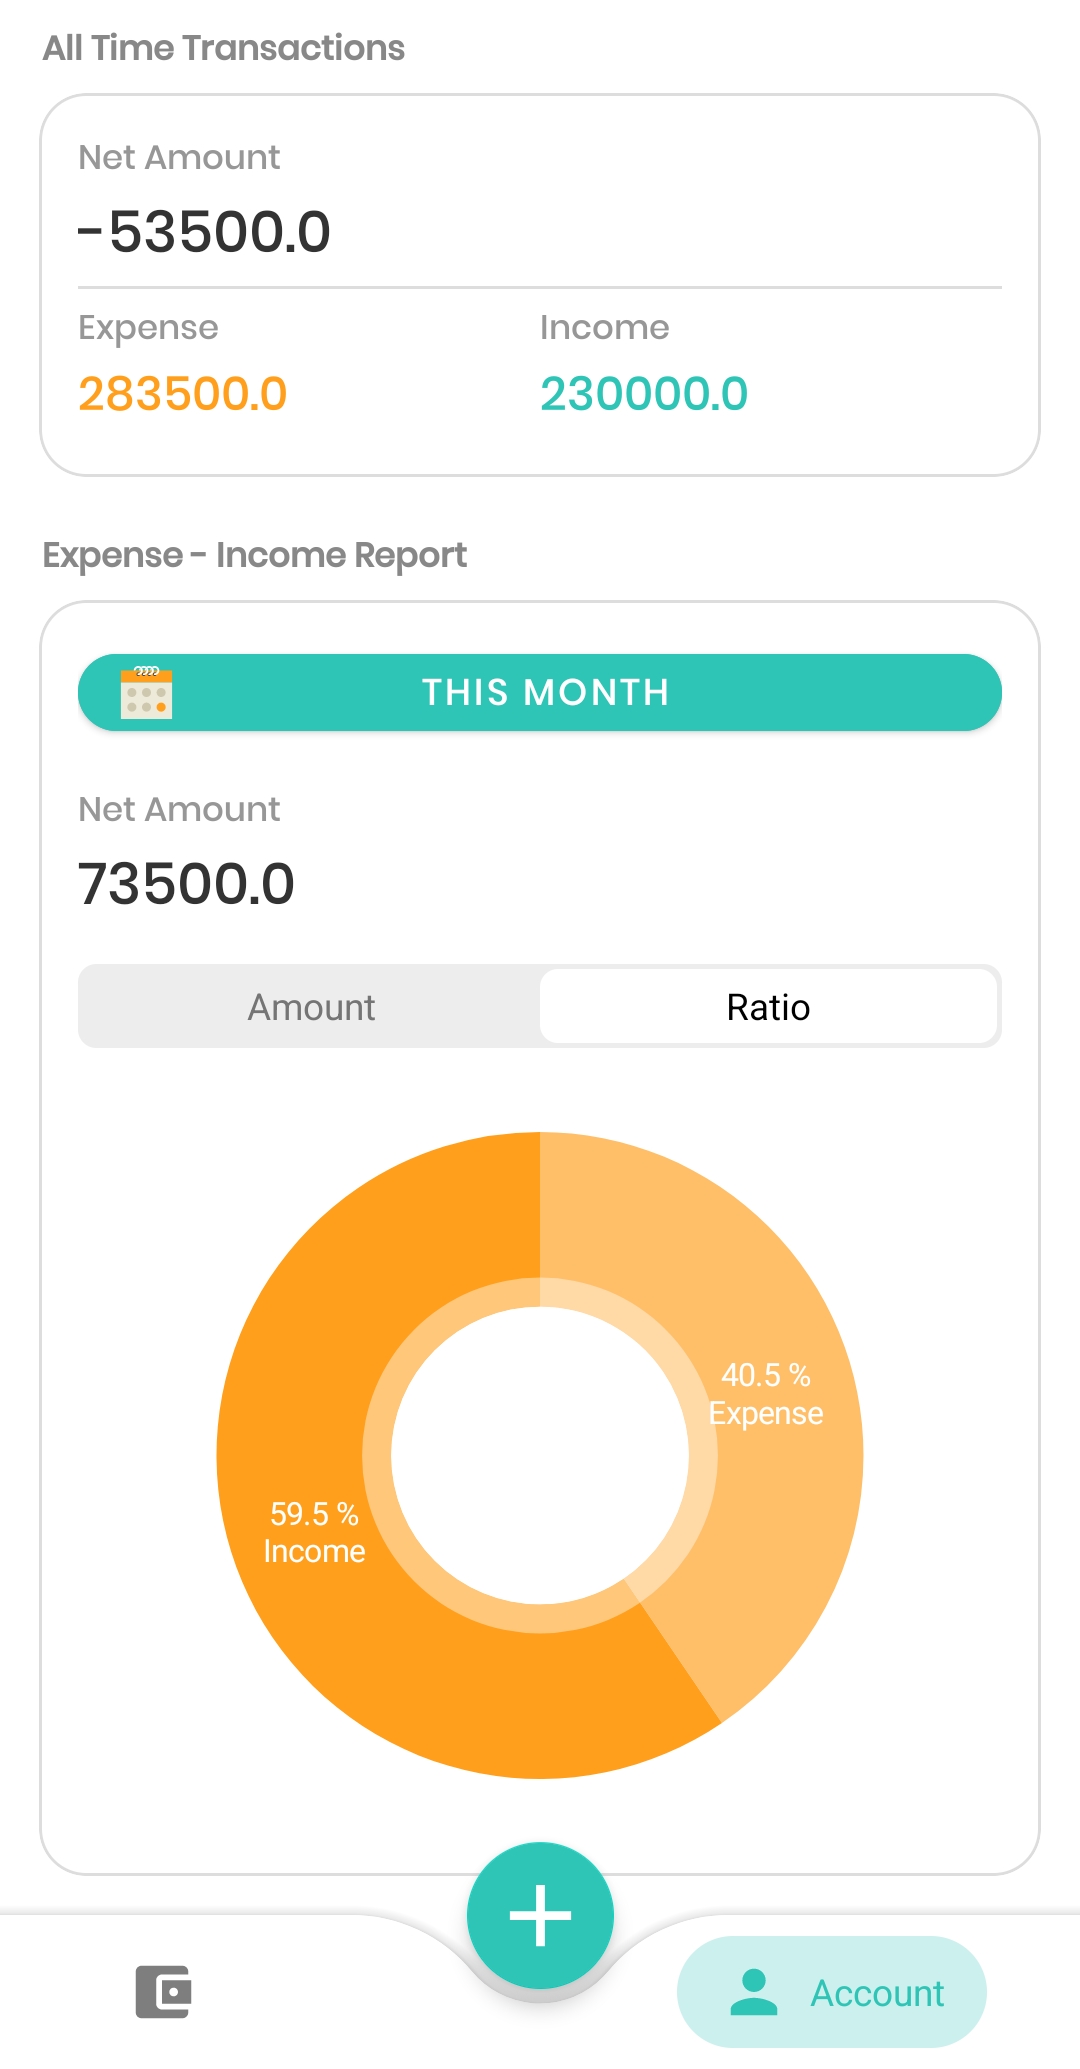 All Time Transactions
Net Amount
-53500.0
Expense Income
283500.0 230000.0
Expense - Income Report
THIS MONTH
Net Amount
73500.0
Amount Ratio
40.5 %
Expense
59.5 %
Income
Account